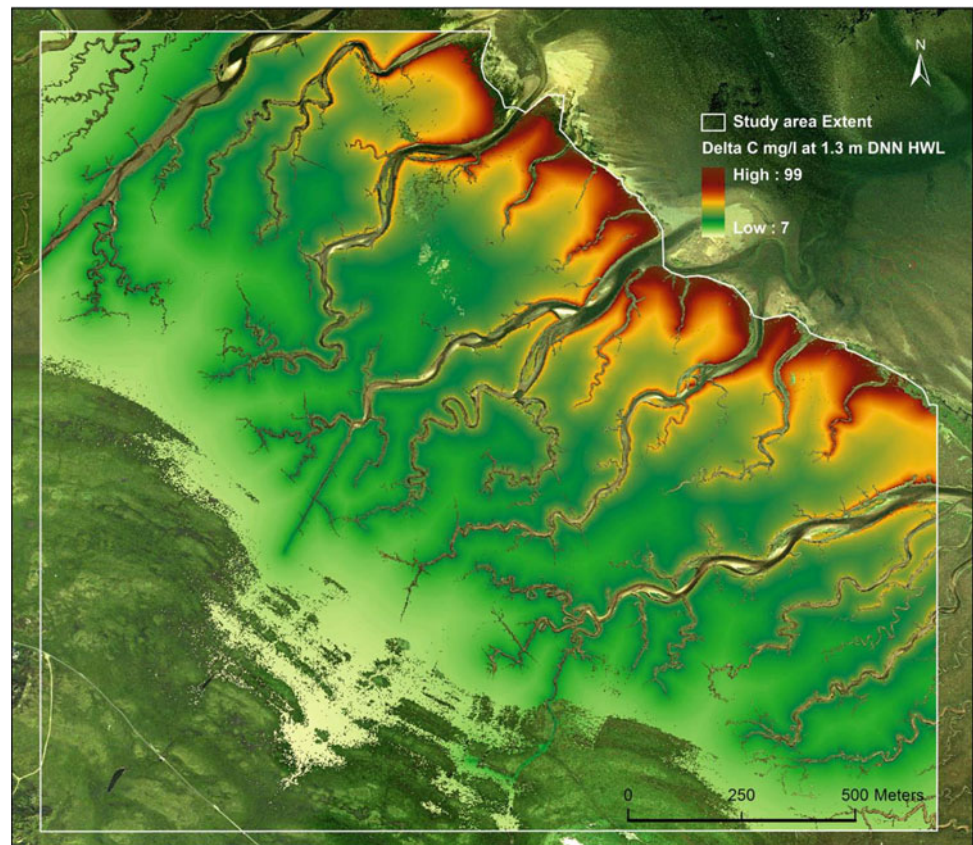 N
Study area Extent
Delta C mg/l at 1.3 m DNN HWL
High : 99
Low : 7
0 250 500 Meters